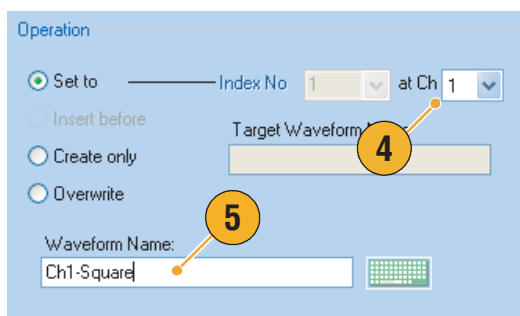 Operation
Set to Index No 1 at Ch 1
Insert before
Target Waveform
4
Create only
Overwrite
5
Waveform Name:
Ch1-Square